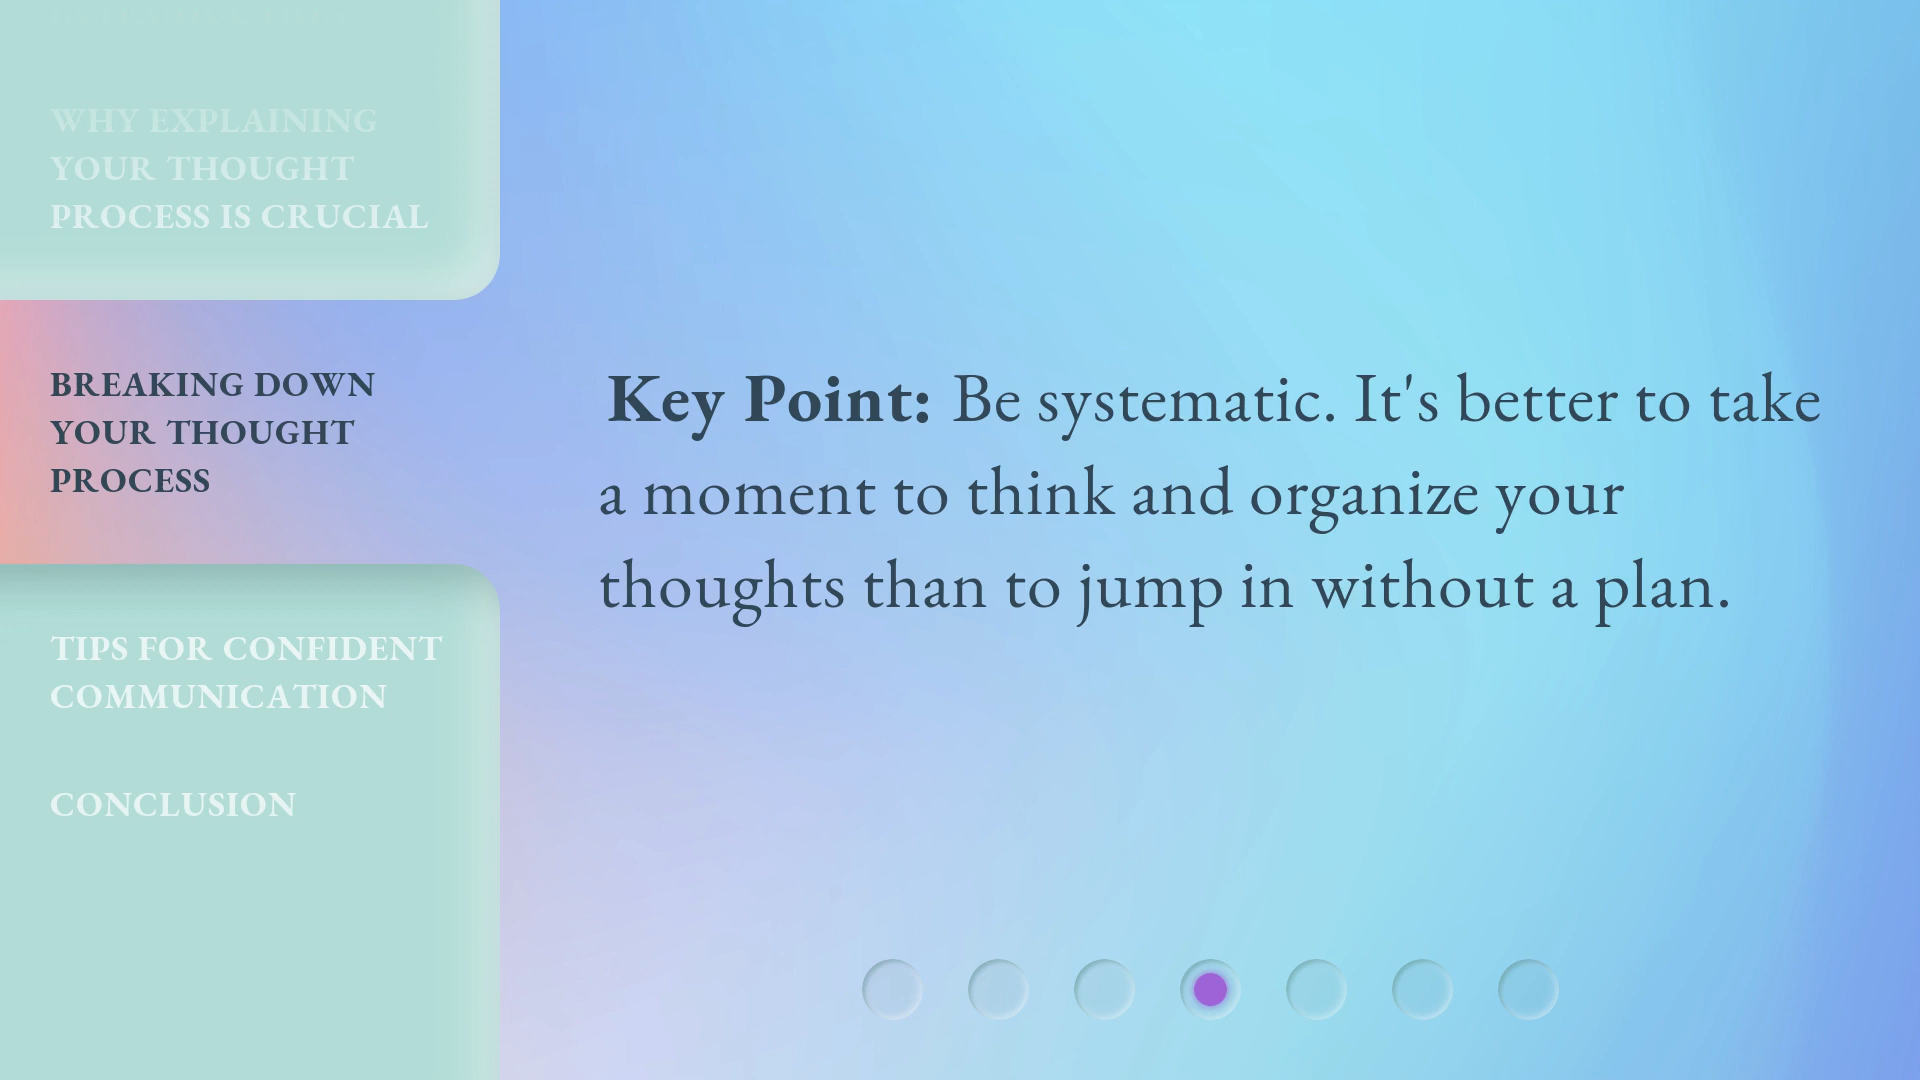 WHY EXPLAINING
YOUR THOUGHT
PROCESS IS CRUCIAL
BREAKING DOWN
YOUR THOUGHT
PROCESS
TIPS FOR CONFIDENT
COMMUNICATION
CONCLUSION
Key Point: Be systematic. It's better to take
a moment to think and organize your
thoughts than to jump in without a plan.